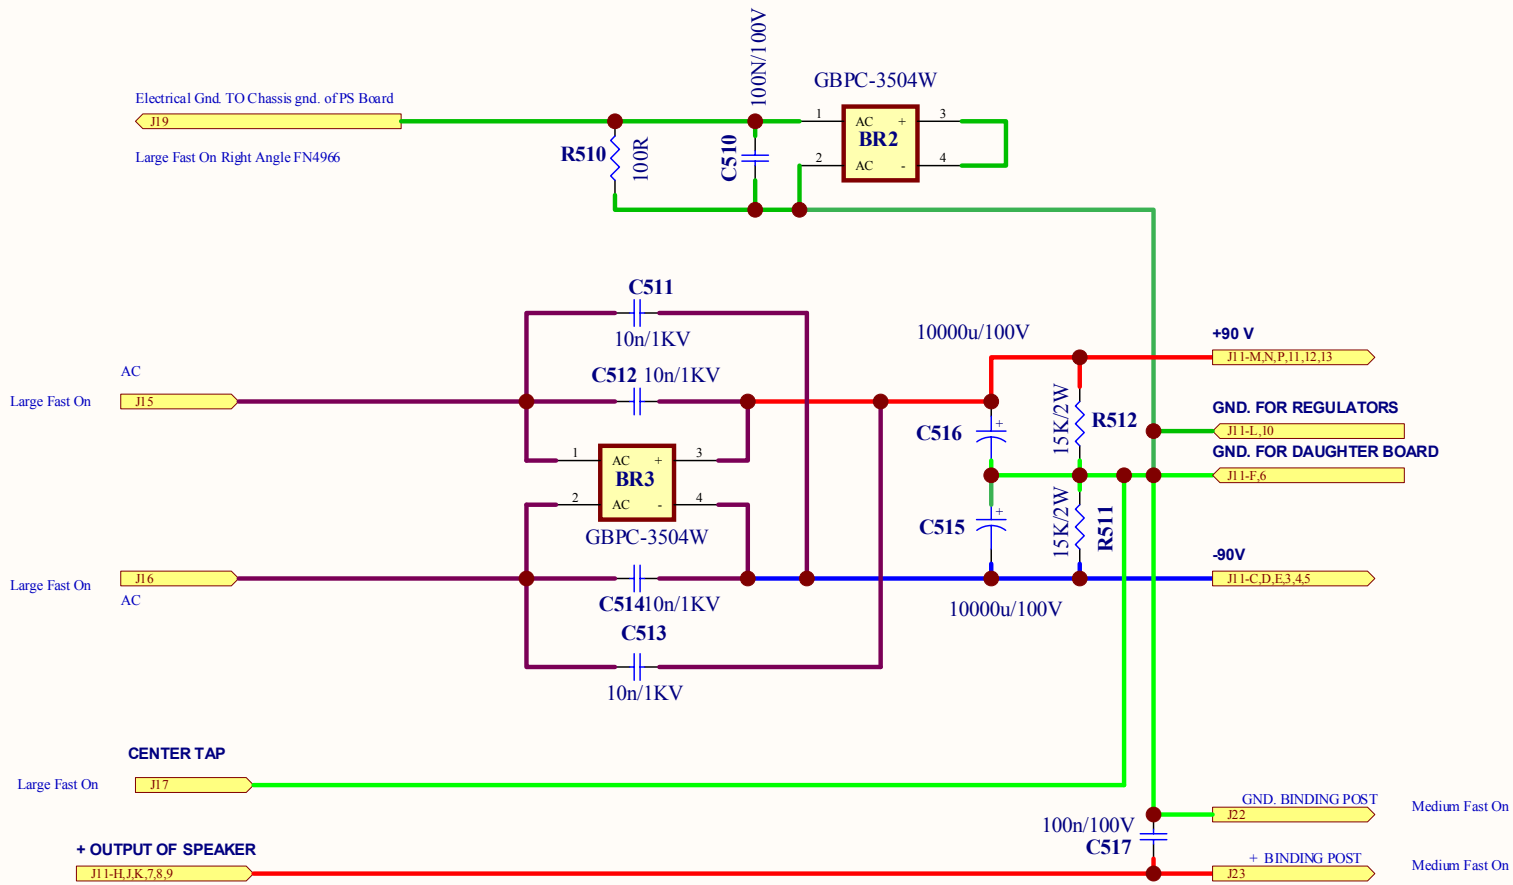 100N/100V
GBPC-3504W
Electrical Gnd. TO Chassis gnd. of PS Board
J19
Large Fast On Right Angle FN4966
R510
100R
C510
1 AC + 3
BR2
2 AC - 4
C511
10n/1KV
10000u/100V
+90 V
J11-M,N,P,11,12,13
AC
C512 10n/1KV
Large Fast On
J15
GND. FOR REGULATORS
J11-L,10
C516
+
15K/2W
R512
GND. FOR DAUGHTER BOARD
J11-F,6
1 AC + 3
BR3
2 AC - 4
GBPC-3504W
C515
+
15K/2W
R511
-90V
J11-C,D,E,3,4,5
Large Fast On
J16
AC
C514 10n/1KV
10000u/100V
C513
10n/1KV
CENTER TAP
Large Fast On
J17
GND. BINDING POST
J22
Medium Fast On
100n/100V
C517
+ OUTPUT OF SPEAKER
J11-H,J,K,7,8,9
+ BINDING POST
J23
Medium Fast On